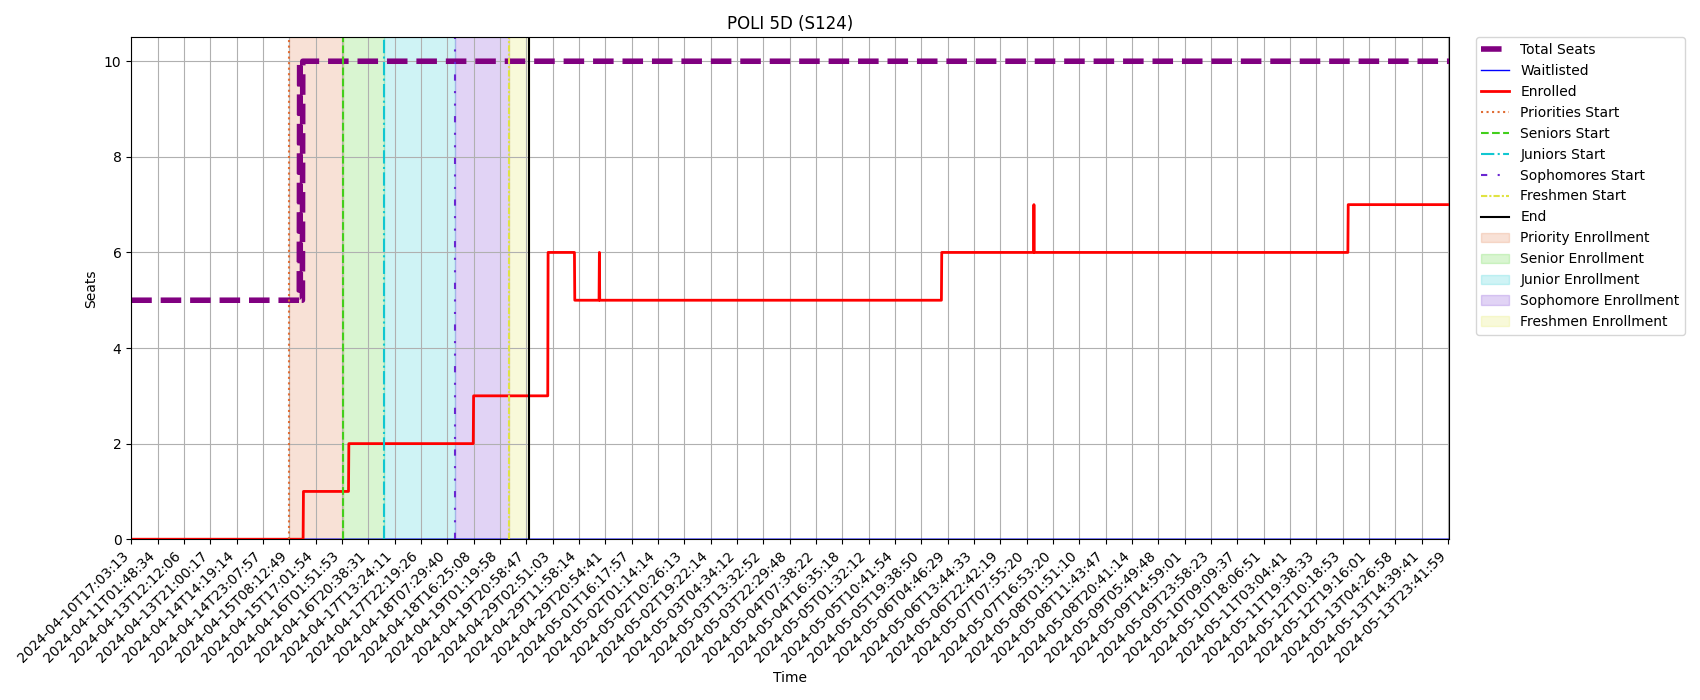 POLI 5D (S124)
Seats
10
8
6
4
2
0
2024-04-10T17:03:13
2024-04-11T01:48:34
2024-04-13T12:12:06
2024-04-13T21:00:17
2024-04-14T14:19:14
2024-04-14T23:07:57
2024-04-15T08:12:49
2024-04-15T17:01:54
2024-04-16T01:51:53
2024-04-16T20:38:31
2024-04-17T13:24:11
2024-04-17T22:19:26
2024-04-18T07:29:40
2024-04-18T16:25:08
2024-04-19T01:19:58
2024-04-19T20:58:47
2024-04-29T02:51:03
2024-04-29T11:58:14
2024-04-29T20:54:41
2024-05-01T16:17:57
2024-05-02T01:14:14
2024-05-02T10:26:13
2024-05-02T19:22:14
2024-05-03T04:34:12
2024-05-03T13:32:52
2024-05-03T22:29:48
2024-05-04T07:38:22
2024-05-04T16:35:18
2024-05-05T01:32:12
2024-05-05T10:41:54
2024-05-05T19:38:50
2024-05-06T04:46:29
2024-05-06T13:44:33
2024-05-06T22:42:19
2024-05-07T07:55:20
2024-05-07T16:53:20
2024-05-08T01:51:10
2024-05-08T11:43:47
2024-05-08T20:41:14
2024-05-09T05:49:48
2024-05-09T14:59:01
2024-05-09T23:58:23
2024-05-10T09:09:37
2024-05-10T18:06:51
2024-05-11T03:04:41
2024-05-11T19:38:33
2024-05-12T10:18:53
2024-05-12T19:16:01
2024-05-13T04:26:58
2024-05-13T14:39:41
2024-05-13T23:41:59
Time
Total Seats
Waitlisted
Enrolled
Priorities Start
Seniors Start
Juniors Start
Sophomores Start
Freshmen Start
End
Priority Enrollment
Senior Enrollment
Junior Enrollment
Sophomore Enrollment
Freshmen Enrollment